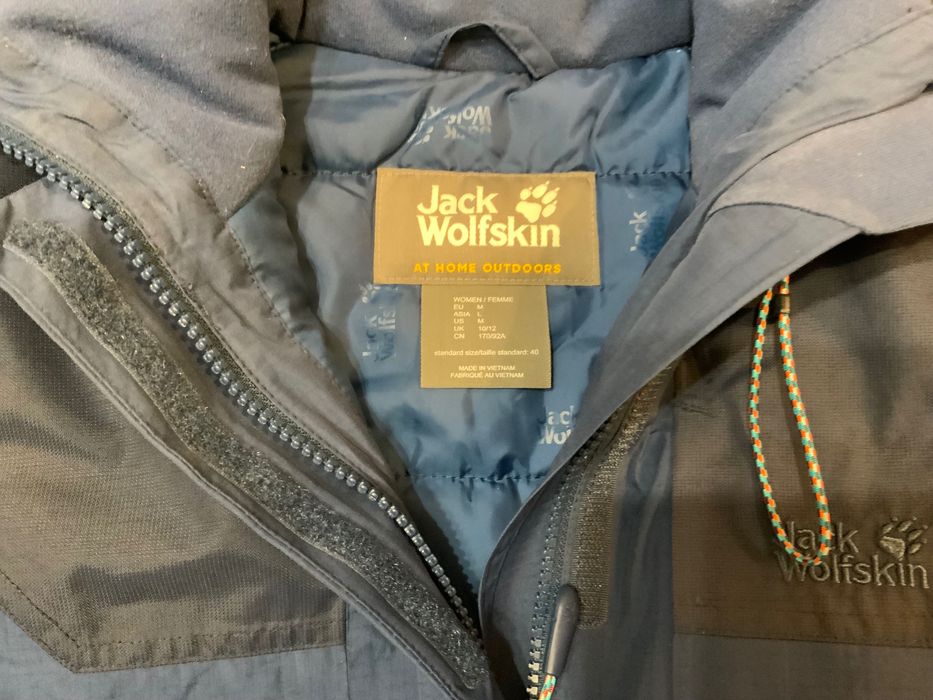 Jack
Wolfskin
AT HOME OUTDOORS
WOMEN / FEMME
EU M
ASIA L
US M
UK 10/12
CN 170/92A
standard size/taille standard: 40
MADE IN VIETNAM
FABRIQUÉ AU VIETNAM
Jack
Wolfskin